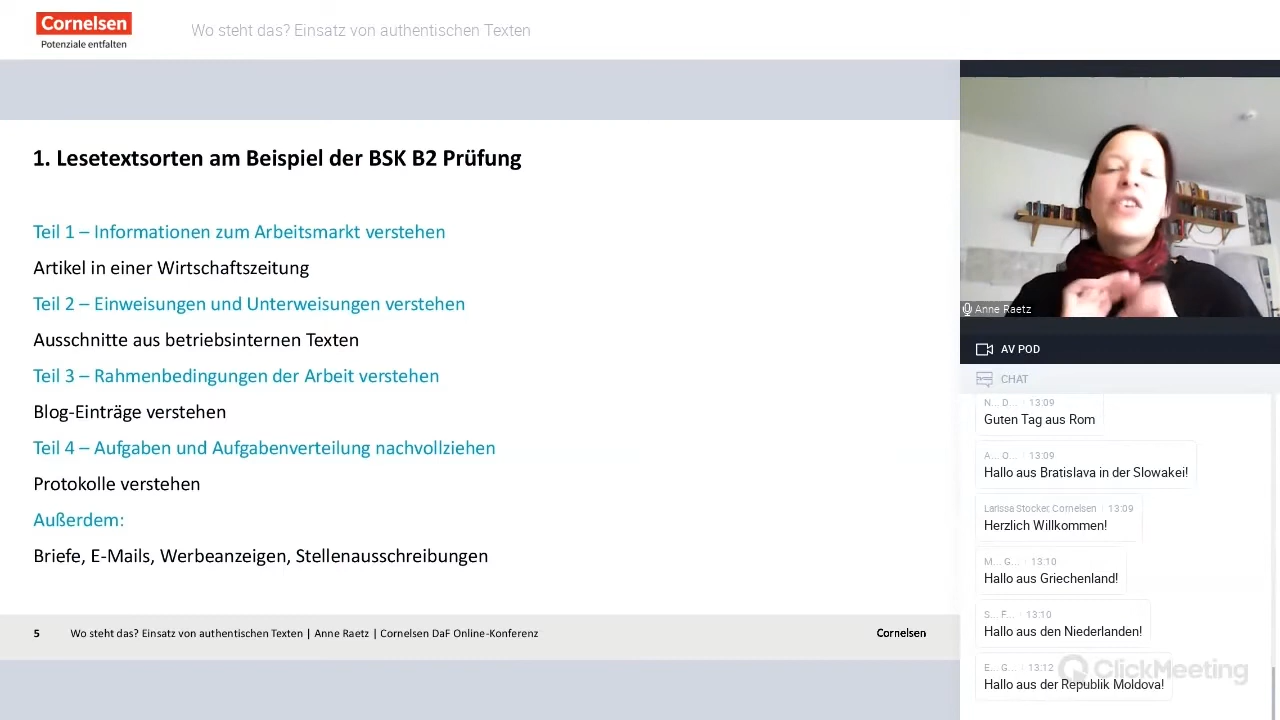 Cornelsen
Potenziale entfalten
Wo steht das? Einsatz von authentischen Texten
1. Lesetextsorten am Beispiel der BSK B2 Prüfung
Teil 1 – Informationen zum Arbeitsmarkt verstehen
Artikel in einer Wirtschaftszeitung
Teil 2 – Einweisungen und Unterweisungen verstehen
Ausschnitte aus betriebsinternen Texten
Teil 3 – Rahmenbedingungen der Arbeit verstehen
Blog-Einträge verstehen
Teil 4 – Aufgaben und Aufgabenverteilung nachvollziehen
Protokolle verstehen
Außerdem:
Briefe, E-Mails, Werbeanzeigen, Stellenausschreibungen
5 Wo steht das? Einsatz von authentischen Texten | Anne Raetz | Cornelsen DaF Online-Konferenz Cornelsen
Anne Raetz
AV POD
CHAT
N... D... 13:09
Guten Tag aus Rom
A... O... 13:09
Hallo aus Bratislava in der Slowakei!
Larissa Stocker, Cornelsen 13:09
Herzlich Willkommen!
M... G... 13:10
Hallo aus Griechenland!
S... F... 13:10
Hallo aus den Niederlanden!
E... G... 13:12
Hallo aus der Republik Moldova!
ClickMeeting